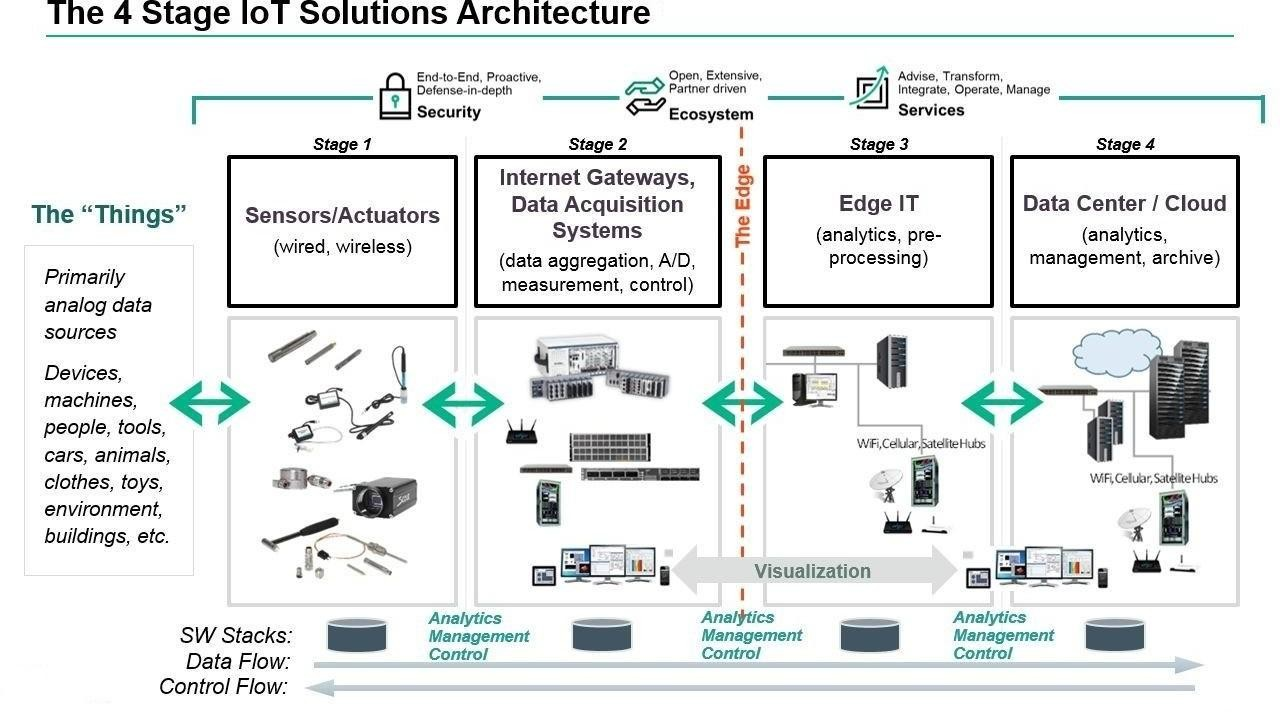 The 4 Stage IoT Solutions Architecture
End-to-End, Proactive,
Defense-in-depth
Security
Open, Extensive,
Partner driven
Ecosystem
Advise, Transform,
Integrate, Operate, Manage
Services
Stage 1
Stage 2
Stage 3
Stage 4
The “Things”
Primarily
analog data
sources
Devices,
machines,
people, tools,
cars, animals,
clothes, toys,
environment,
buildings, etc.
Sensors/Actuators
(wired, wireless)
Internet Gateways,
Data Acquisition
Systems
(data aggregation, A/D,
measurement, control)
The Edge
Edge IT
(analytics, pre-
processing)
Data Center / Cloud
(analytics,
management, archive)
WiFi, Cellular, Satellite Hubs
WiFi, Cellular, Satellite Hubs
Visualization
SW Stacks:
Analytics
Management
Control
Analytics
Management
Control
Analytics
Management
Control
Data Flow:
Control Flow: